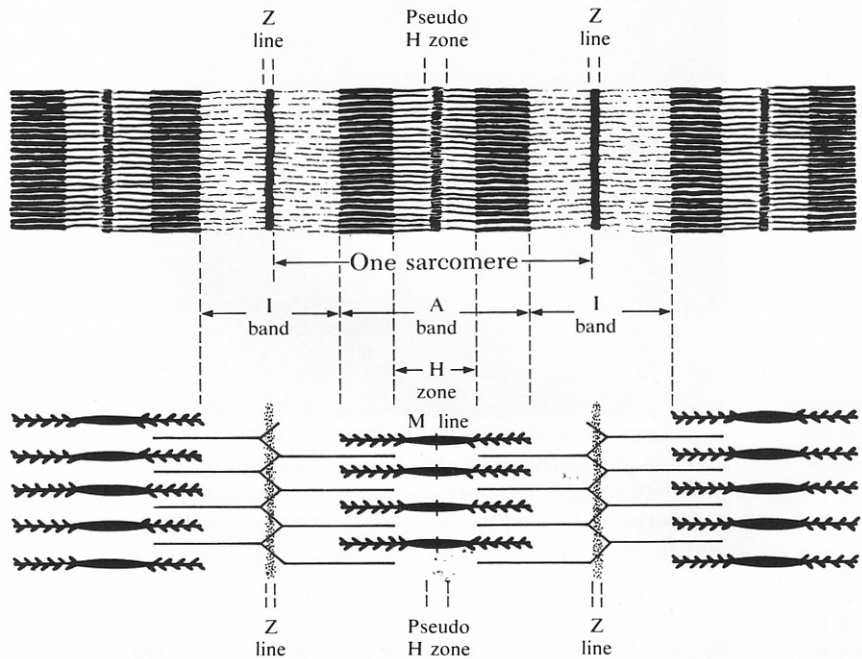 Z
line
Pseudo
H zone
Z
line
One sarcomere
I
band
A
band
I
band
H
zone
M line
Z
line
Pseudo
H zone
Z
line